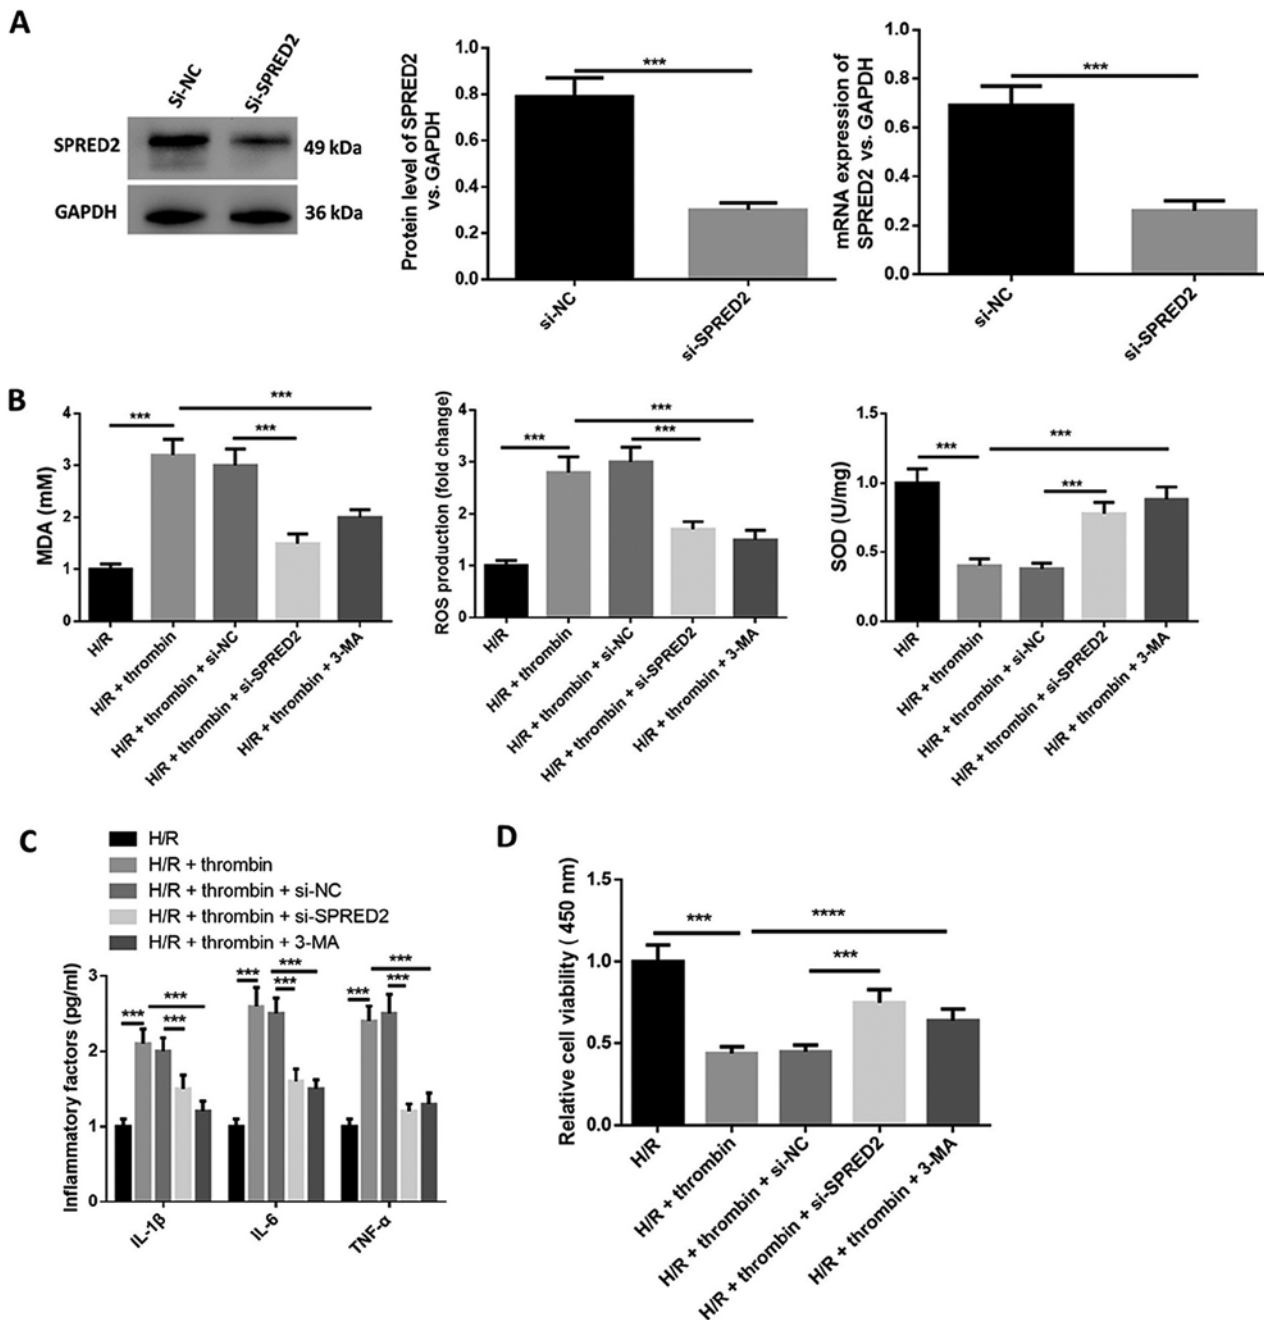 A
Si-NC
Si-SPRED2
SPRED2
49 kDa
GAPDH
36 kDa
Protein level of SPRED2
vs. GAPDH
1.0
0.8
0.6
0.4
0.2
0.0
***
si-NC
si-SPRED2
mRNA expression of
SPRED2 vs. GAPDH
1.0
0.8
0.6
0.4
0.2
0.0
***
si-NC
si-SPRED2
B
MDA (mM)
4
3
2
1
0
***
***
***
H/R
H/R + thrombin
H/R + thrombin + si-NC
H/R + thrombin + si-SPRED2
H/R + thrombin + 3-MA
ROS production (fold change)
4
3
2
1
0
***
***
***
H/R
H/R + thrombin
H/R + thrombin + si-NC
H/R + thrombin + si-SPRED2
H/R + thrombin + 3-MA
SOD (U/mg)
1.5
1.0
0.5
0.0
***
***
***
H/R
H/R + thrombin
H/R + thrombin + si-NC
H/R + thrombin + si-SPRED2
H/R + thrombin + 3-MA
C
H/R
H/R + thrombin
H/R + thrombin + si-NC
H/R + thrombin + si-SPRED2
H/R + thrombin + 3-MA
Inflammatory factors (pg/ml)
3
2
1
0
***
***
***
***
***
***
***
***
***
IL-1β
IL-6
TNF-α
D
Relative cell viability ( 450 nm)
1.5
1.0
0.5
0.0
***
****
***
H/R
H/R + thrombin
H/R + thrombin + si-NC
H/R + thrombin + si-SPRED2
H/R + thrombin + 3-MA